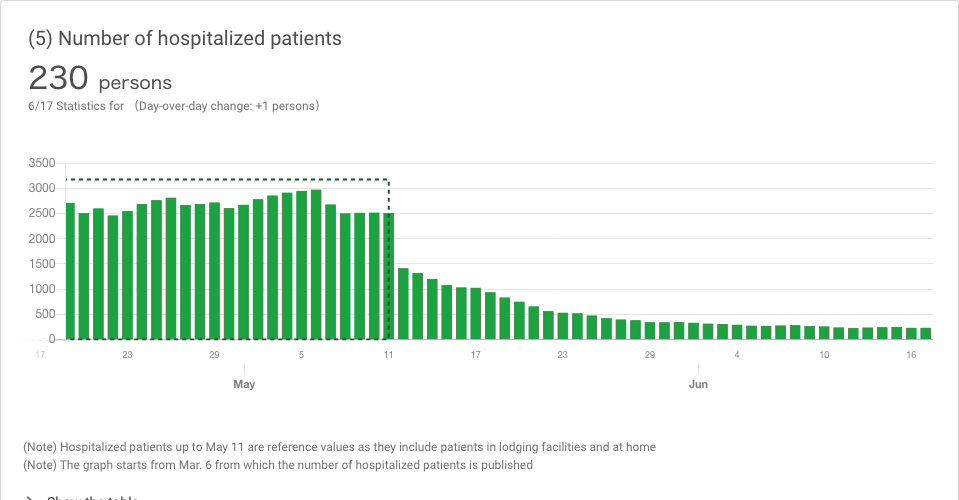 (5) Number of hospitalized patients
230 persons
6/17 Statistics for （Day-over-day change: +1 persons）
3500
3000
2500
2000
1500
1000
500
0
17 23 29 5 11 17 23 29 4 10 16
May Jun
(Note) Hospitalized patients up to May 11 are reference values as they include patients in lodging facilities and at home
(Note) The graph starts from Mar. 6 from which the number of hospitalized patients is published
Show the table